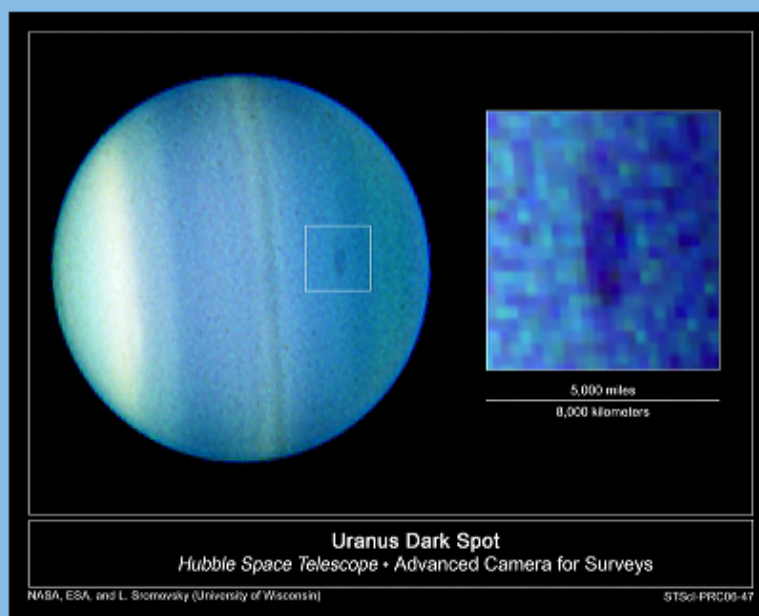 5,000 miles
8,000 kilometers
Uranus Dark Spot
Hubble Space Telescope • Advanced Camera for Surveys
NASA, ESA, and L. Sromovsky (University of Wisconsin)
STScI-PRC06-47